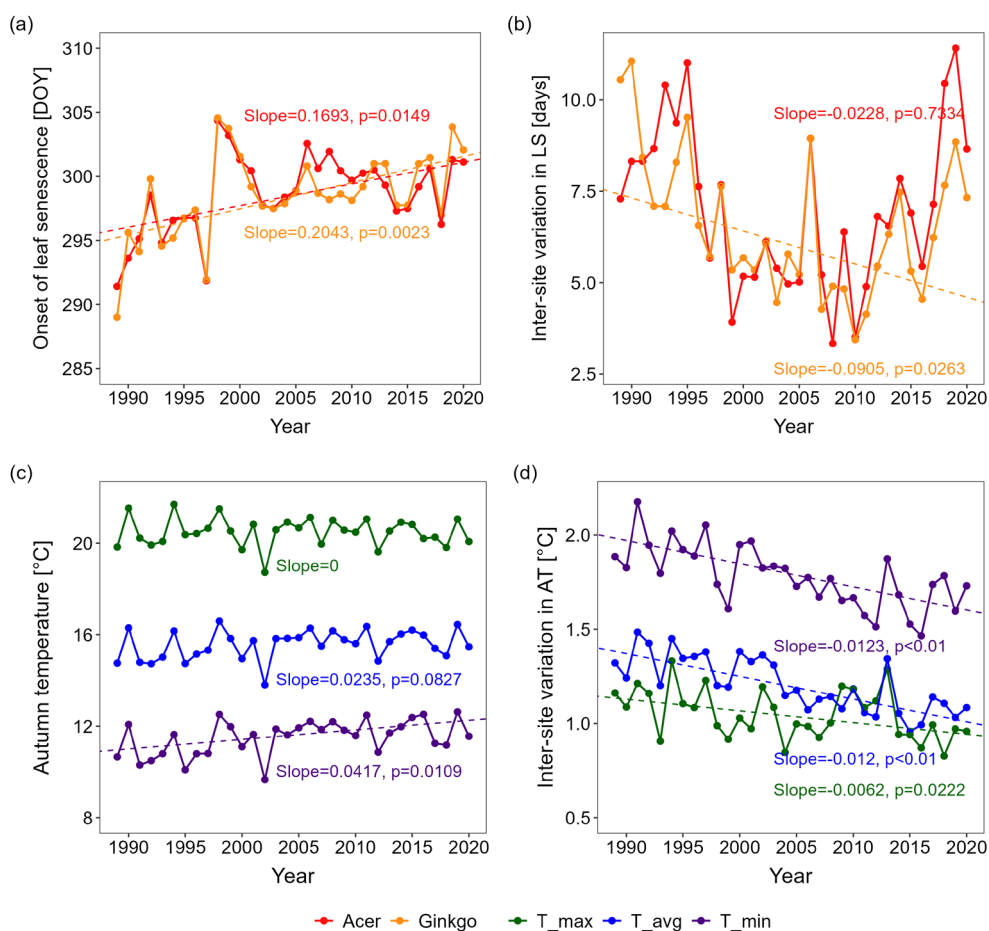 (a)
(b)
Onset of leaf senescence [DOY]
310
305
300
295
290
285
Slope=0.1693, p=0.0149
Slope=0.2043, p=0.0023
1990 1995 2000 2005 2010 2015 2020
Year
Inter-site variation in LS [days]
10.0
7.5
5.0
2.5
Slope=-0.0228, p=0.7334
Slope=-0.0905, p=0.0263
1990 1995 2000 2005 2010 2015 2020
Year
(c)
(d)
Autumn temperature [°C]
20
16
12
8
Slope=0
Slope=0.0235, p=0.0827
Slope=0.0417, p=0.0109
1990 1995 2000 2005 2010 2015 2020
Year
Inter-site variation in AT [°C]
2.0
1.5
1.0
0.5
Slope=-0.0123, p<0.01
Slope=-0.012, p<0.01
Slope=-0.0062, p=0.0222
1990 1995 2000 2005 2010 2015 2020
Year
Acer Ginkgo T_max T_avg T_min